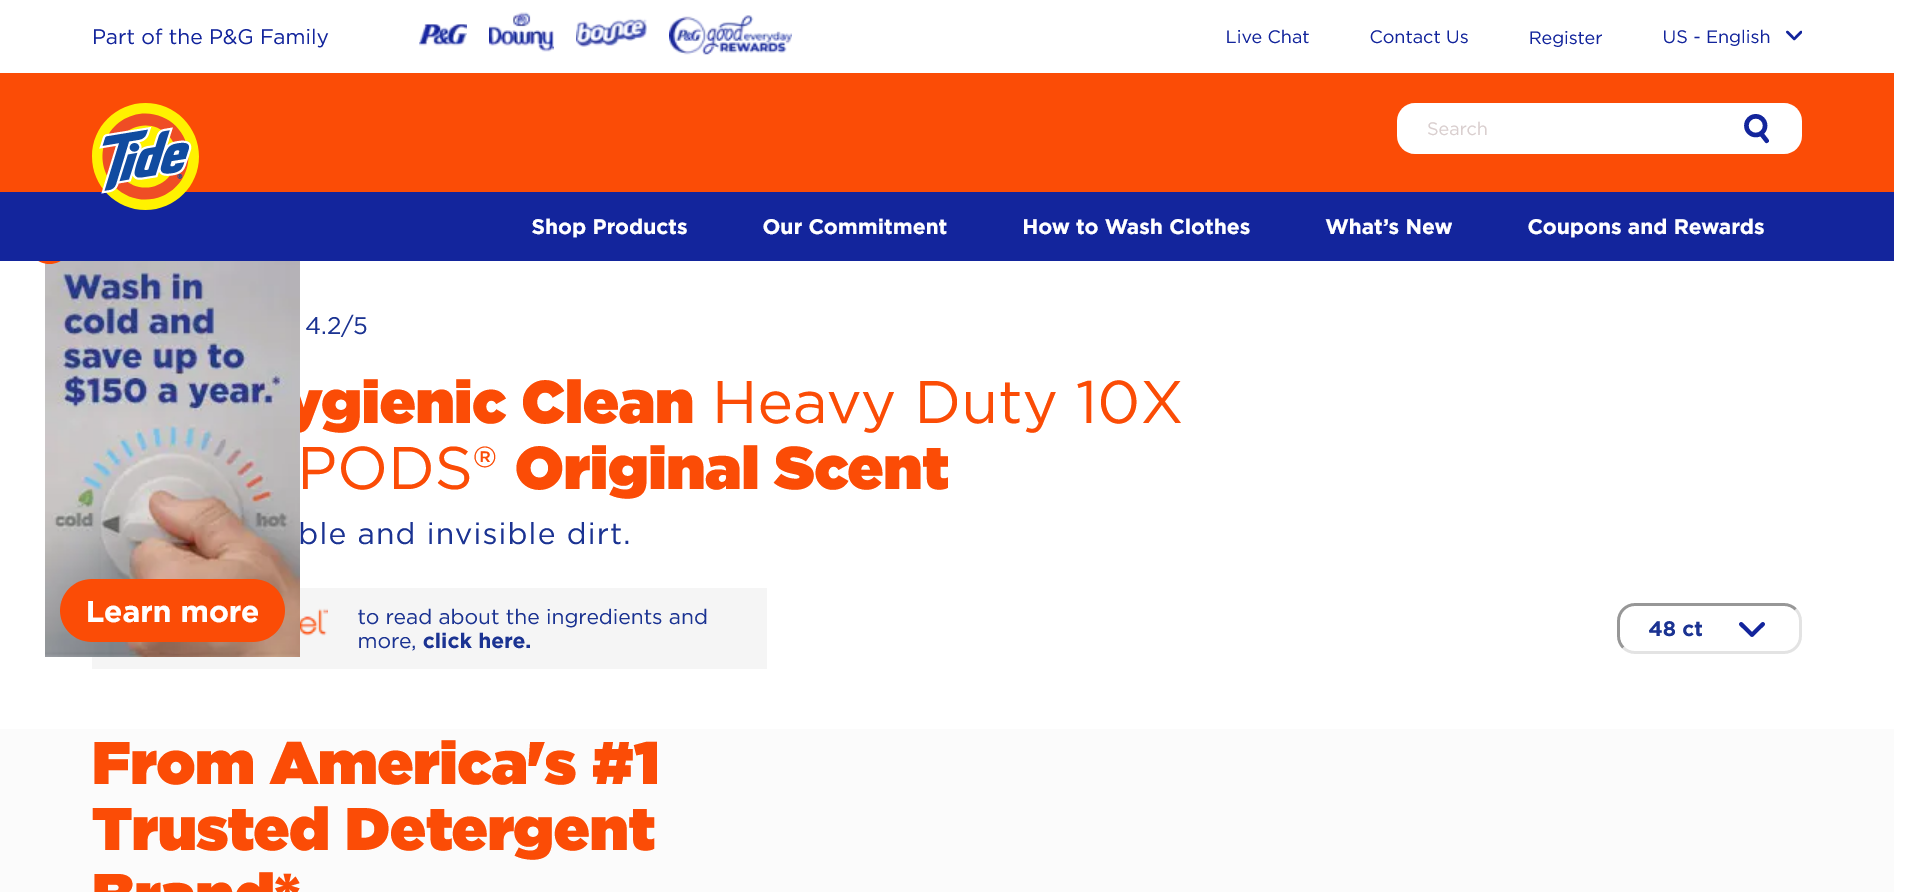 Part of the P&G Family
P&G
Downy
bounce
P&G good everyday REWARDS
Live Chat
Contact Us
Register
US - English
Tide
Search
Shop Products
Our Commitment
How to Wash Clothes
What’s New
Coupons and Rewards
Wash in
cold and
save up to
$150 a year.*
cold
hot
Learn more
4.2/5
ygienic Clean Heavy Duty 10X
PODS® Original Scent
ble and invisible dirt.
el™
to read about the ingredients and
more, click here.
48 ct
From America's #1
Trusted Detergent
Brand*